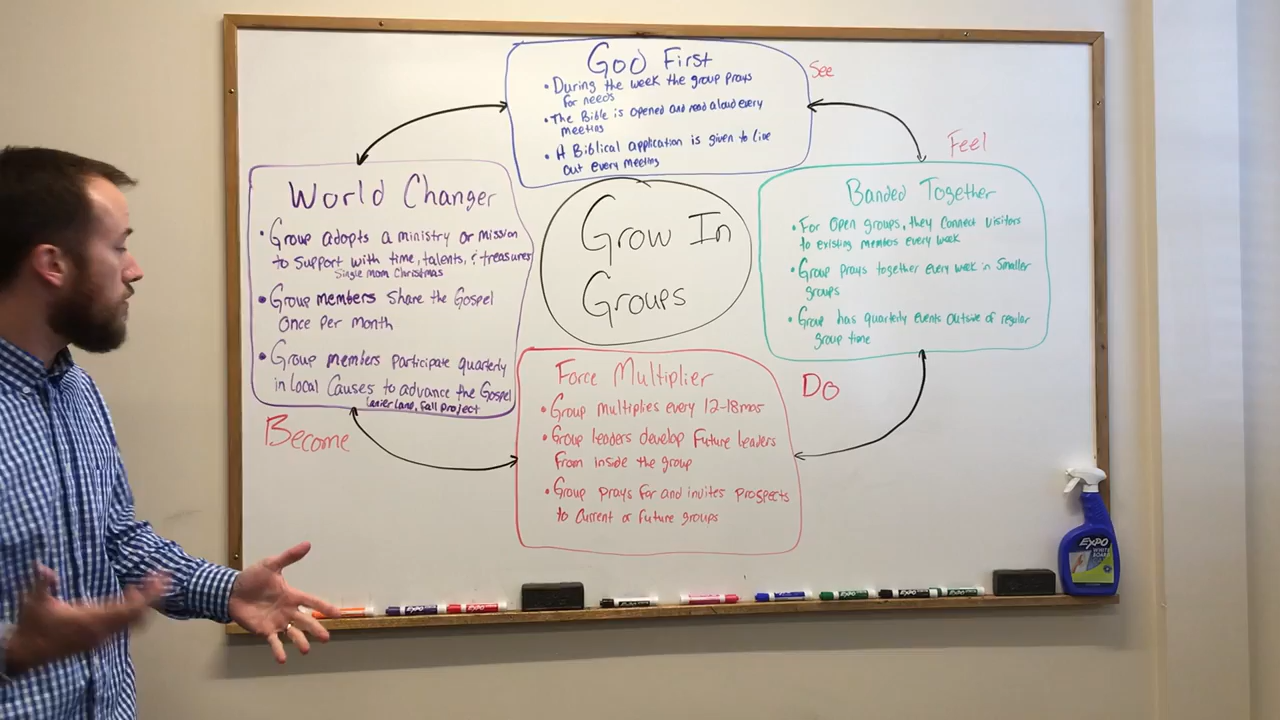 God First
• During the week the group prays
for needs
• The Bible is opened and read aloud every
meeting
• A Biblical application is given to live
out every meeting
See
Feel
World Changer
• Group adopts a ministry or mission
to support with time, talents, & treasures
Single Mom Christmas
• Group members share the Gospel
Once Per month
• Group members participate quarterly
in Local Causes to advance the Gospel
Lanier land, Fall project
Become
Grow In
Groups
Banded Together
• For Open groups, they Connect visitors
to existing members every week
• Group prays together every week in Smaller
groups
• Group has quarterly events Outside of regular
group time
Do
Force Multiplier
• Group multiplies every 12-18mos
• Group leaders develop Future Leaders
From inside the group
• Group prays For and invites Prospects
to Current or Future groups
EXPO
EXPO
EXPO
WHITE
BOARD